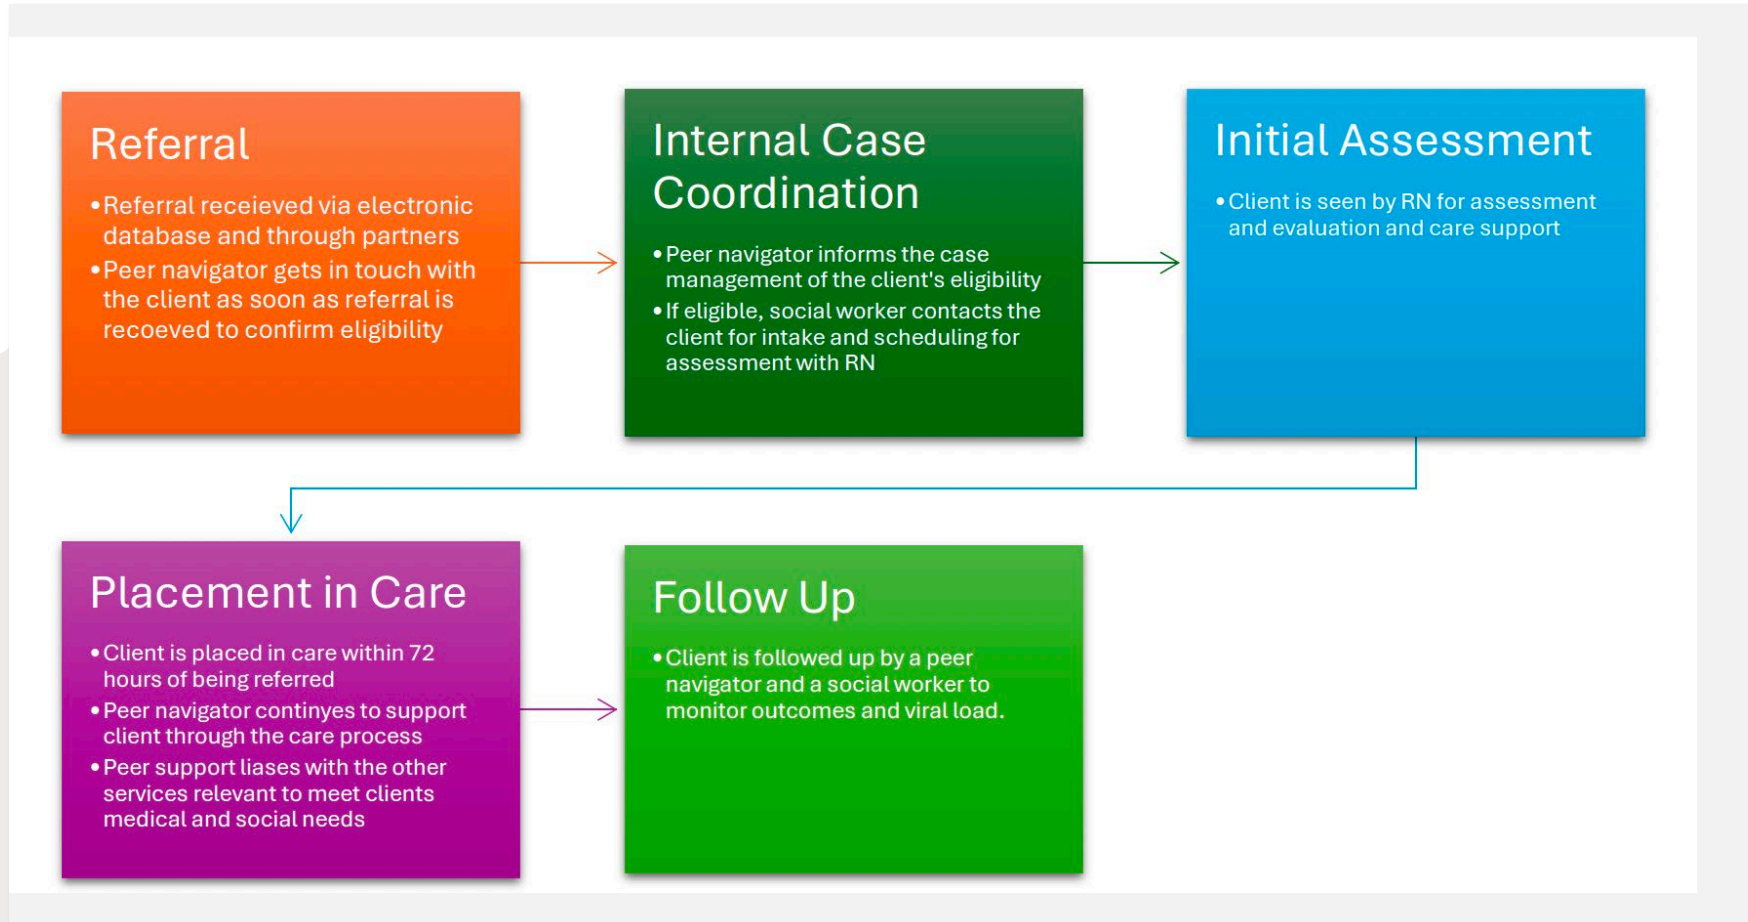 Referral
•Referral receieved via electronic
database and through partners
•Peer navigator gets in touch with
the client as soon as referral is
recoeved to confirm eligibility
Internal Case
Coordination
•Peer navigator informs the case
management of the client's eligibility
•If eligible, social worker contacts the
client for intake and scheduling for
assessment with RN
Initial Assessment
•Client is seen by RN for assessment
and evaluation and care support
Placement in Care
•Client is placed in care within 72
hours of being referred
•Peer navigator continyes to support
client through the care process
•Peer support liases with the other
services relevant to meet clients
medical and social needs
Follow Up
•Client is followed up by a peer
navigator and a social worker to
monitor outcomes and viral load.